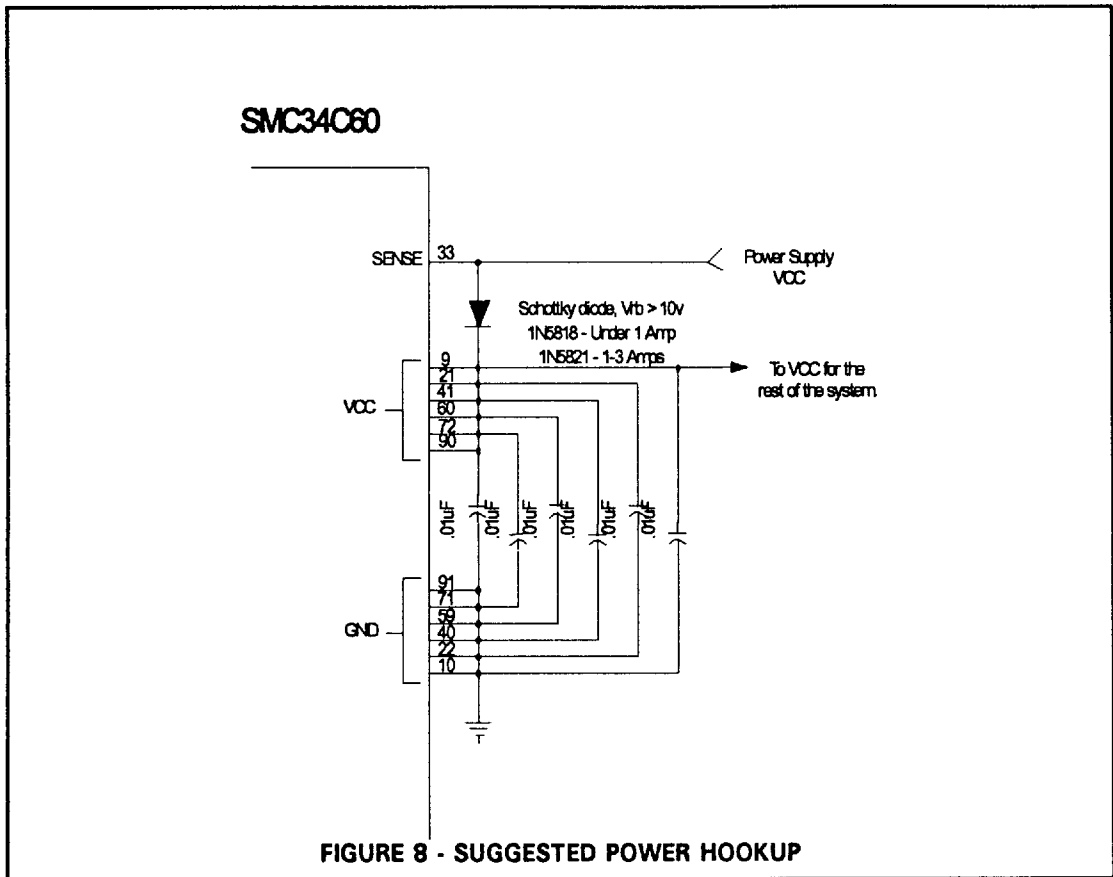 SMC34C60
SENSE 33
Power Supply
VCC
Schottky diode, Vrb > 10v
1N5818 - Under 1 Amp
1N5821 - 1-3 Amps
To VCC for the
rest of the system.
VCC
9
21
41
60
72
90
.01uF
.01uF
.01uF
.01uF
.01uF
.01uF
GND
91
71
59
40
22
10
FIGURE 8 - SUGGESTED POWER HOOKUP